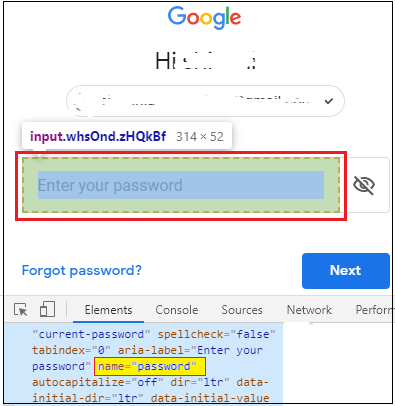 Google
Hi
input.whsOnd.zHQkBf 314 × 52
Enter your password
Forgot password?
Next
Elements Console Sources Network Perform
"current-password" spellcheck="false"
tabindex="0" aria-label="Enter your
password" name="password"
autocapitalize="off" dir="ltr" data-
initial-dir="ltr" data-initial-value